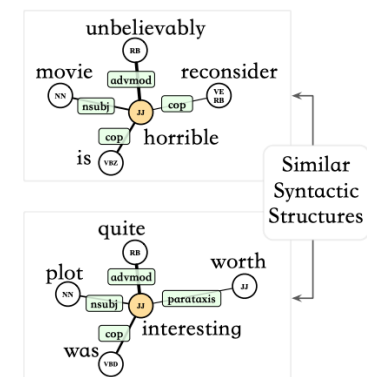 unbelievably
RB
advmod
movie
NN
nsubj
reconsider
VE
RB
cop
JJ
horrible
cop
is
VBZ
Similar
Syntactic
Structures
quite
RB
advmod
plot
NN
nsubj
worth
JJ
parataxis
JJ
interesting
cop
was
VBD